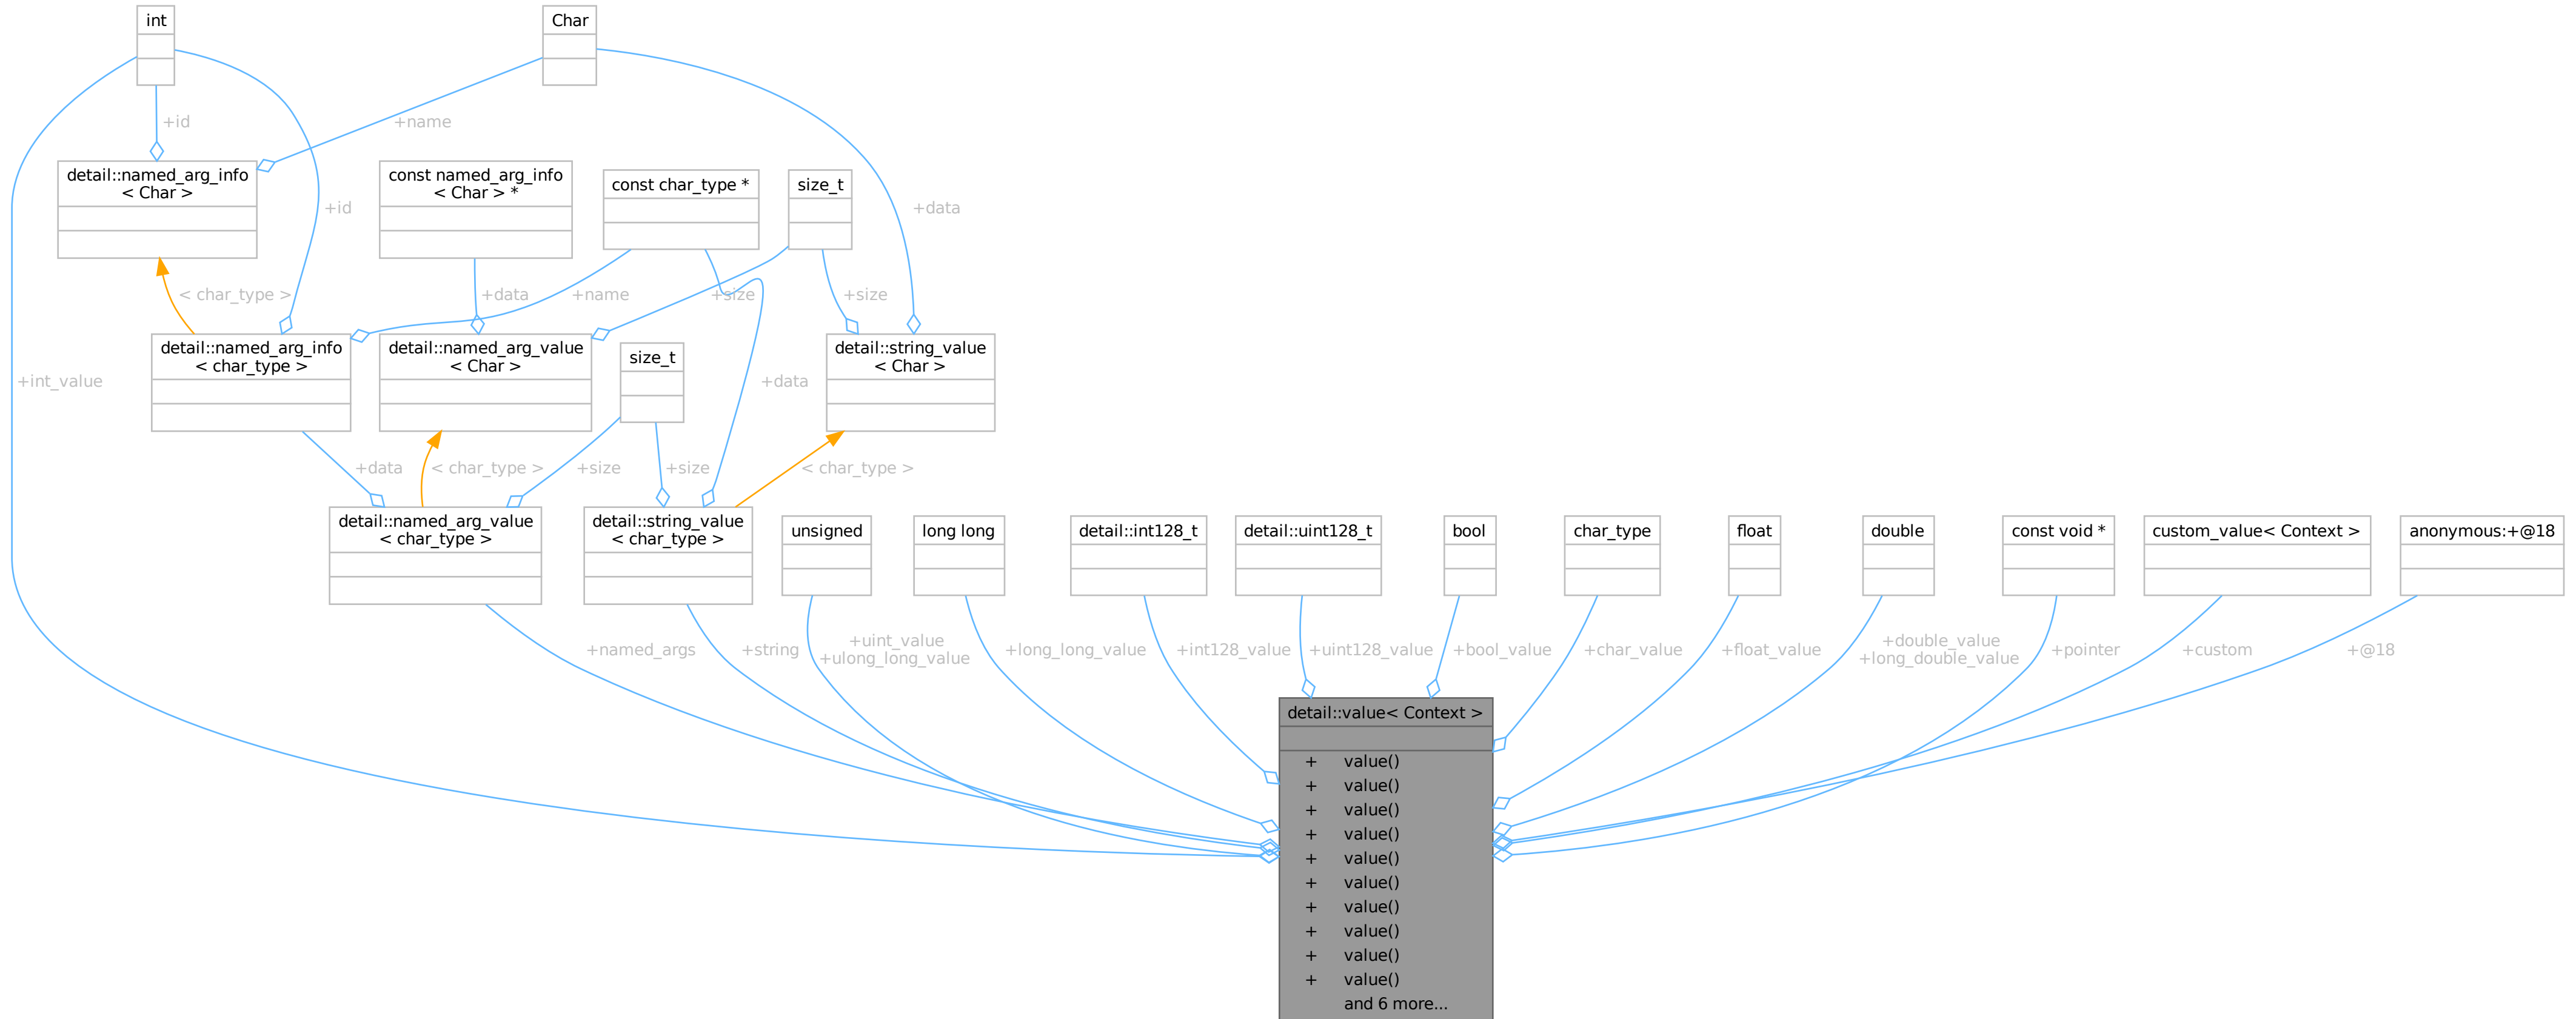 int
Char
+id
+name
detail::named_arg_info
< Char >
const named_arg_info
< Char > *
const char_type *
size_t
+id
+data
< char_type >
+data
+name
+size
+size
detail::named_arg_info
< char_type >
detail::named_arg_value
< Char >
size_t
detail::string_value
< Char >
+int_value
+data
+data
< char_type >
+size
+size
< char_type >
detail::named_arg_value
< char_type >
detail::string_value
< char_type >
unsigned
long long
detail::int128_t
detail::uint128_t
bool
char_type
float
double
const void *
custom_value< Context >
anonymous:+@18
+named_args
+string
+uint_value
+ulong_long_value
+long_long_value
+int128_value
+uint128_value
+bool_value
+char_value
+float_value
+double_value
+long_double_value
+pointer
+custom
+@18
detail::value< Context >
+ value()
+ value()
+ value()
+ value()
+ value()
+ value()
+ value()
+ value()
+ value()
+ value()
and 6 more...